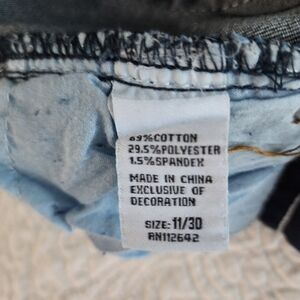 69%COTTON
29.5%POLYESTER
1.5%SPANDEX
MADE IN CHINA
EXCLUSIVE OF
DECORATION
SIZE: 11/30
RN112642